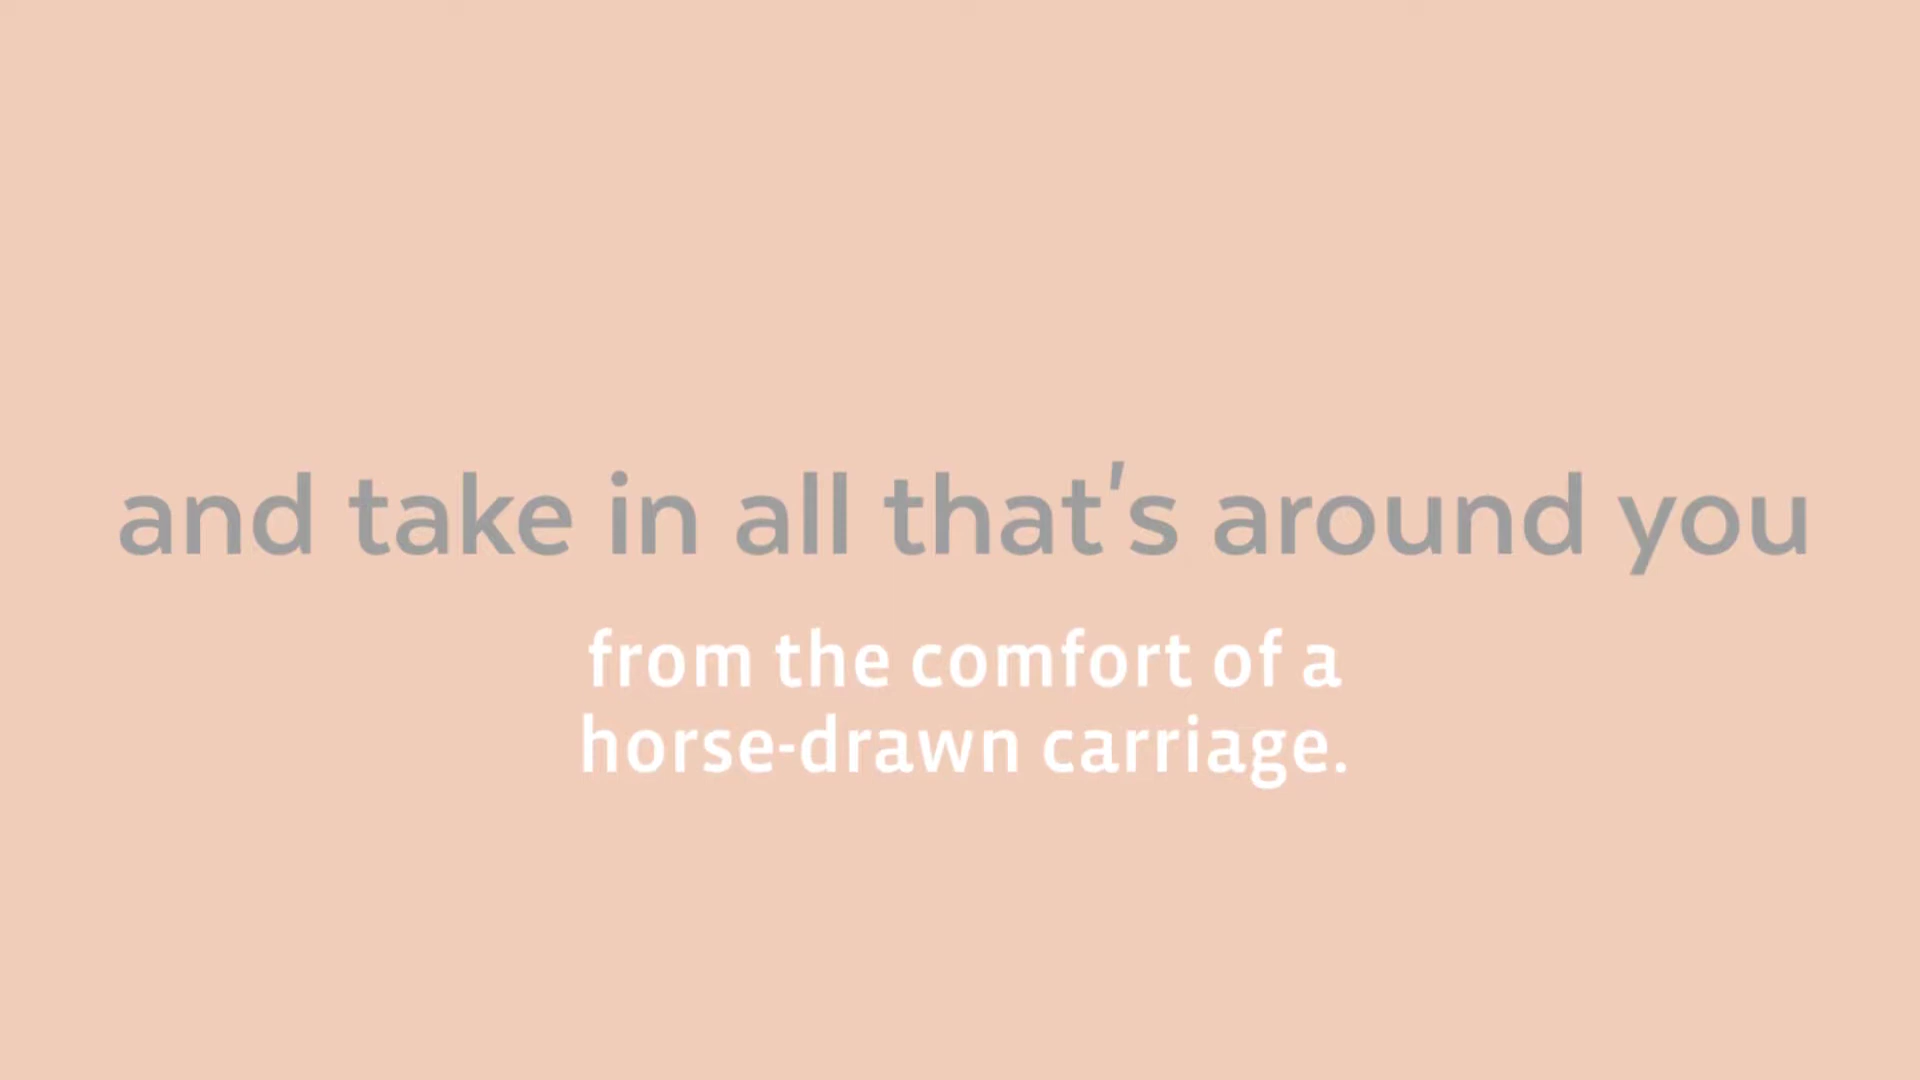 and take in all that's around you
from the comfort of a
horse-drawn carriage.